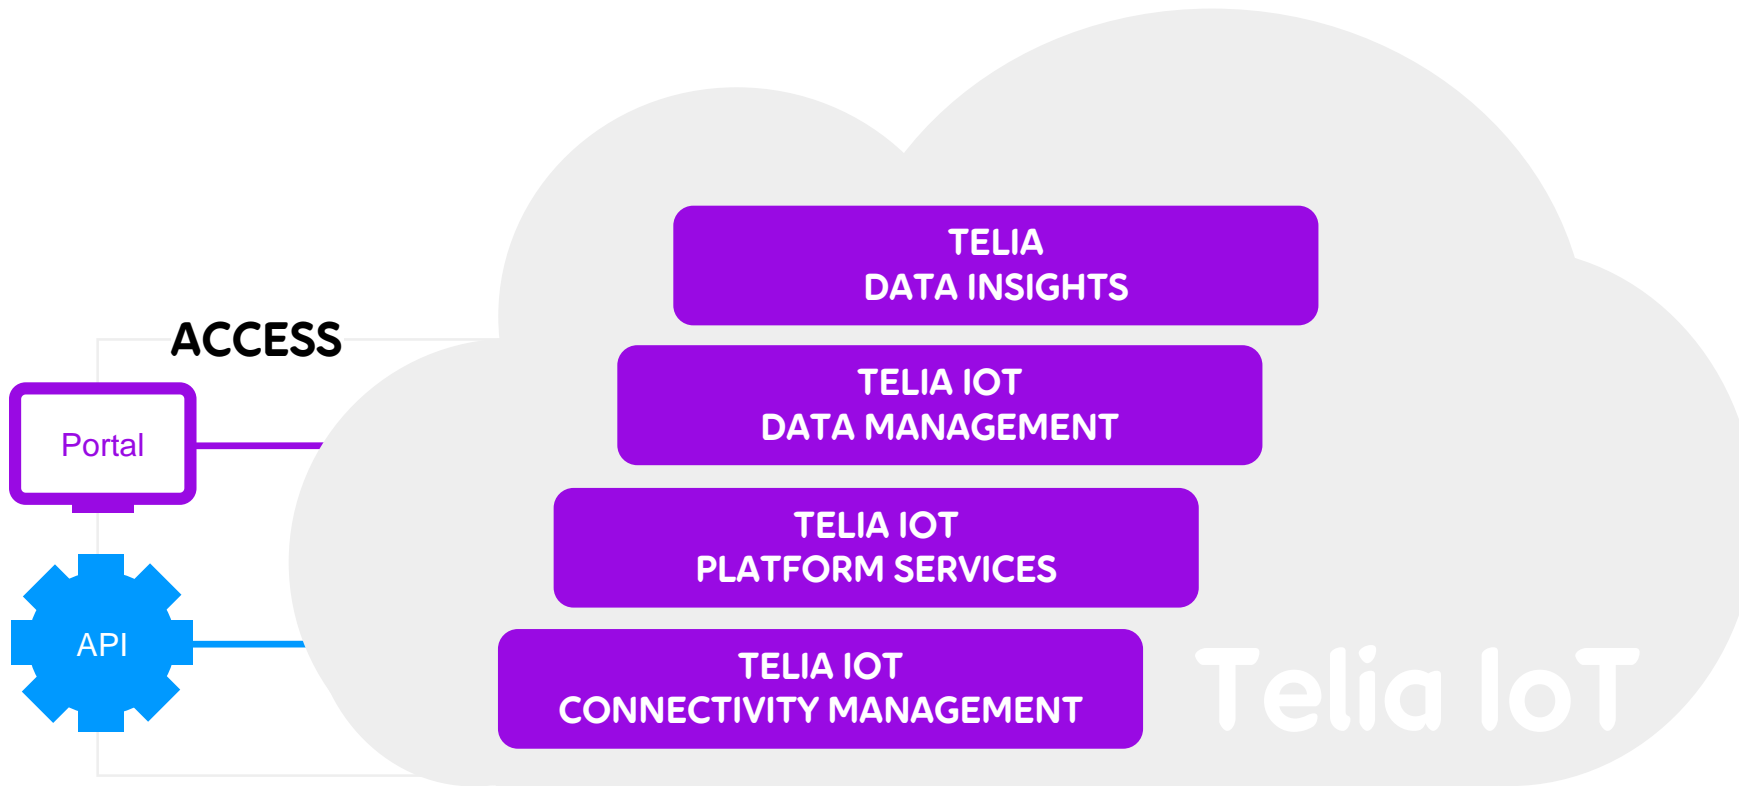 ACCESS
Portal
API
TELIA
DATA INSIGHTS
TELIA IOT
DATA MANAGEMENT
TELIA IOT
PLATFORM SERVICES
TELIA IOT
CONNECTIVITY MANAGEMENT
Telia IoT